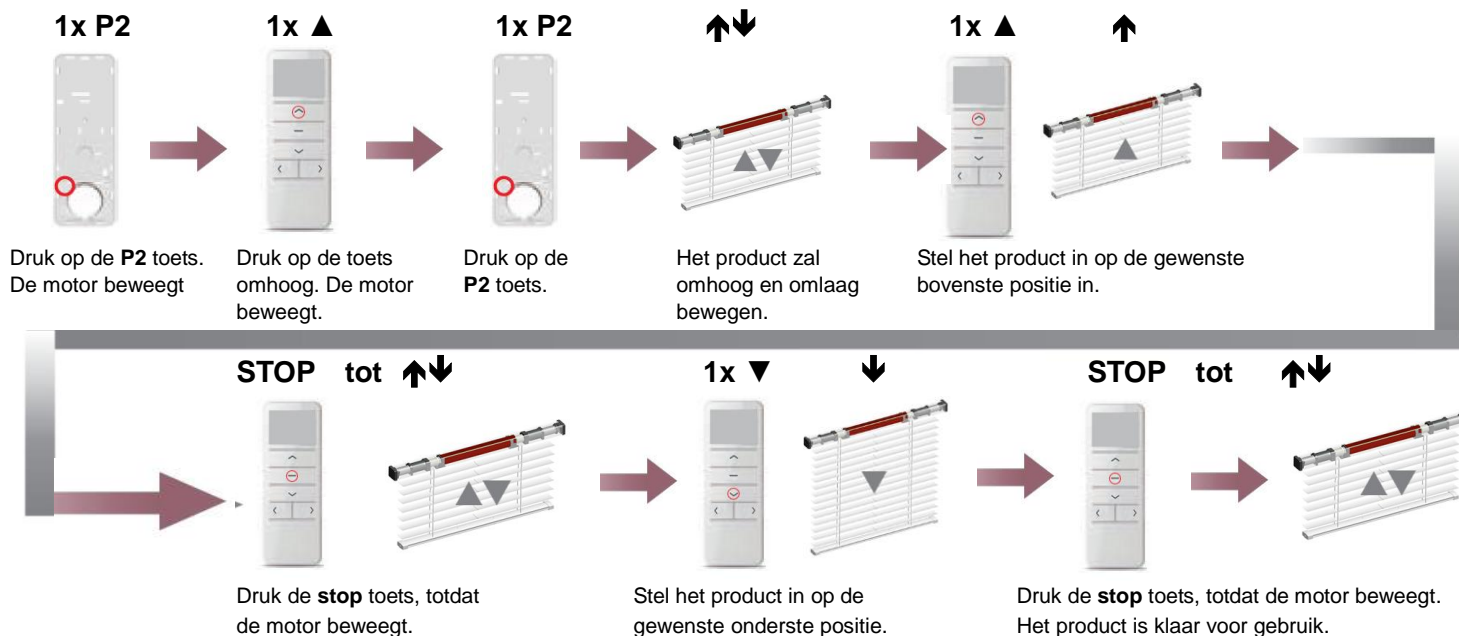 1x P2
1x ▲
1x P2
🡹🡻
1x ▲ 🡹
Druk op de P2 toets.
De motor beweegt
Druk op de toets
omhoog. De motor
beweegt.
Druk op de
P2 toets.
Het product zal
omhoog en omlaag
bewegen.
Stel het product in op de gewenste
bovenste positie in.
STOP tot 🡹🡻
1x ▼ 🡻
STOP tot 🡹🡻
Druk de stop toets, totdat
de motor beweegt.
Stel het product in op de
gewenste onderste positie.
Druk de stop toets, totdat de motor beweegt.
Het product is klaar voor gebruik.